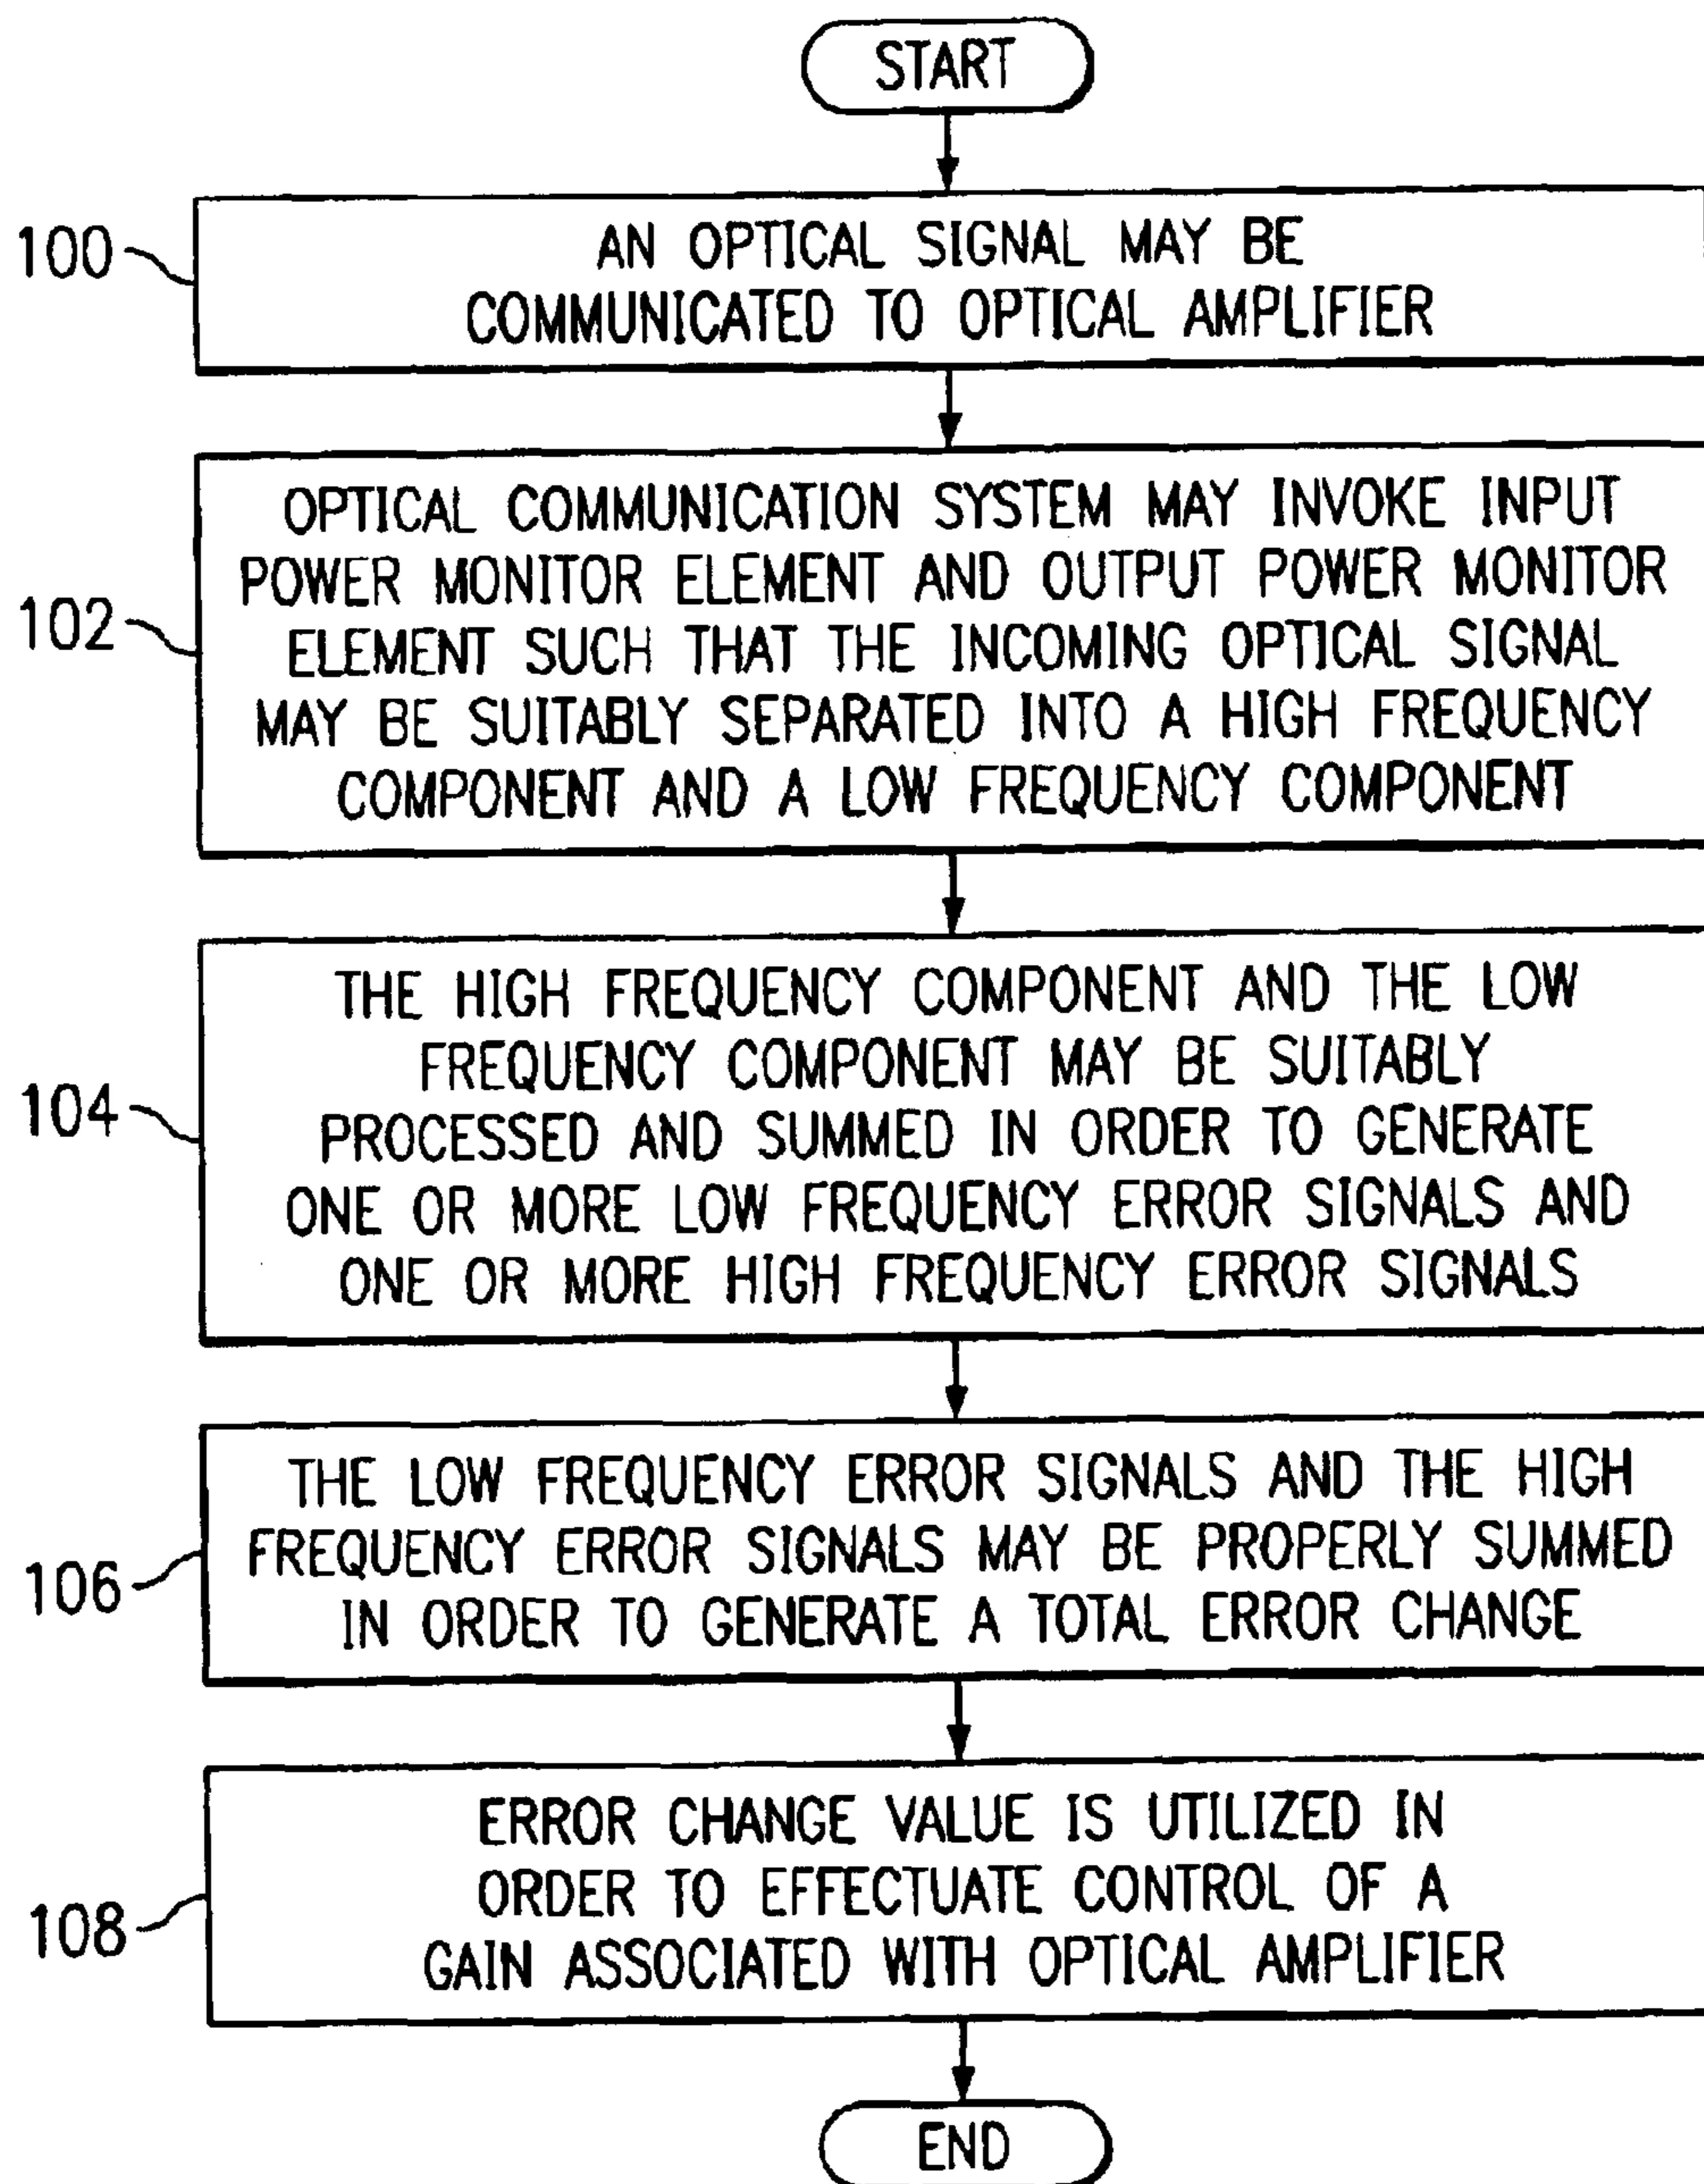 START
100
AN OPTICAL SIGNAL MAY BE
COMMUNICATED TO OPTICAL AMPLIFIER
102
OPTICAL COMMUNICATION SYSTEM MAY INVOKE INPUT
POWER MONITOR ELEMENT AND OUTPUT POWER MONITOR
ELEMENT SUCH THAT THE INCOMING OPTICAL SIGNAL
MAY BE SUITABLY SEPARATED INTO A HIGH FREQUENCY
COMPONENT AND A LOW FREQUENCY COMPONENT
104
THE HIGH FREQUENCY COMPONENT AND THE LOW
FREQUENCY COMPONENT MAY BE SUITABLY
PROCESSED AND SUMMED IN ORDER TO GENERATE
ONE OR MORE LOW FREQUENCY ERROR SIGNALS AND
ONE OR MORE HIGH FREQUENCY ERROR SIGNALS
106
THE LOW FREQUENCY ERROR SIGNALS AND THE HIGH
FREQUENCY ERROR SIGNALS MAY BE PROPERLY SUMMED
IN ORDER TO GENERATE A TOTAL ERROR CHANGE
108
ERROR CHANGE VALUE IS UTILIZED IN
ORDER TO EFFECTUATE CONTROL OF A
GAIN ASSOCIATED WITH OPTICAL AMPLIFIER
END